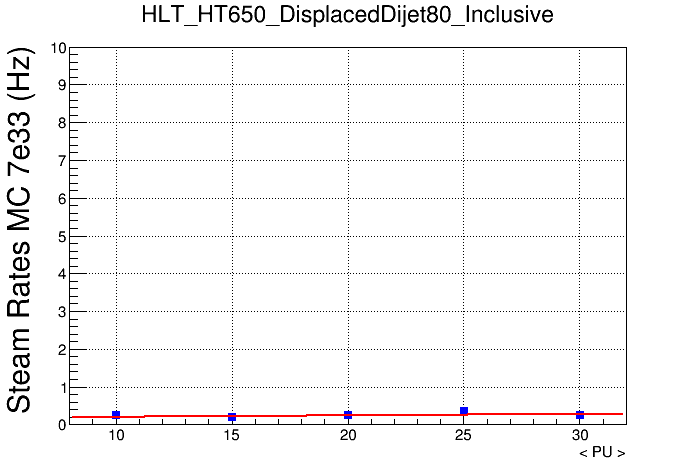 HLT_HT650_DisplacedDijet80_Inclusive
Steam Rates MC 7e33 (Hz)
10
9
8
7
6
5
4
3
2
1
0
10 15 20 25 30
< PU >